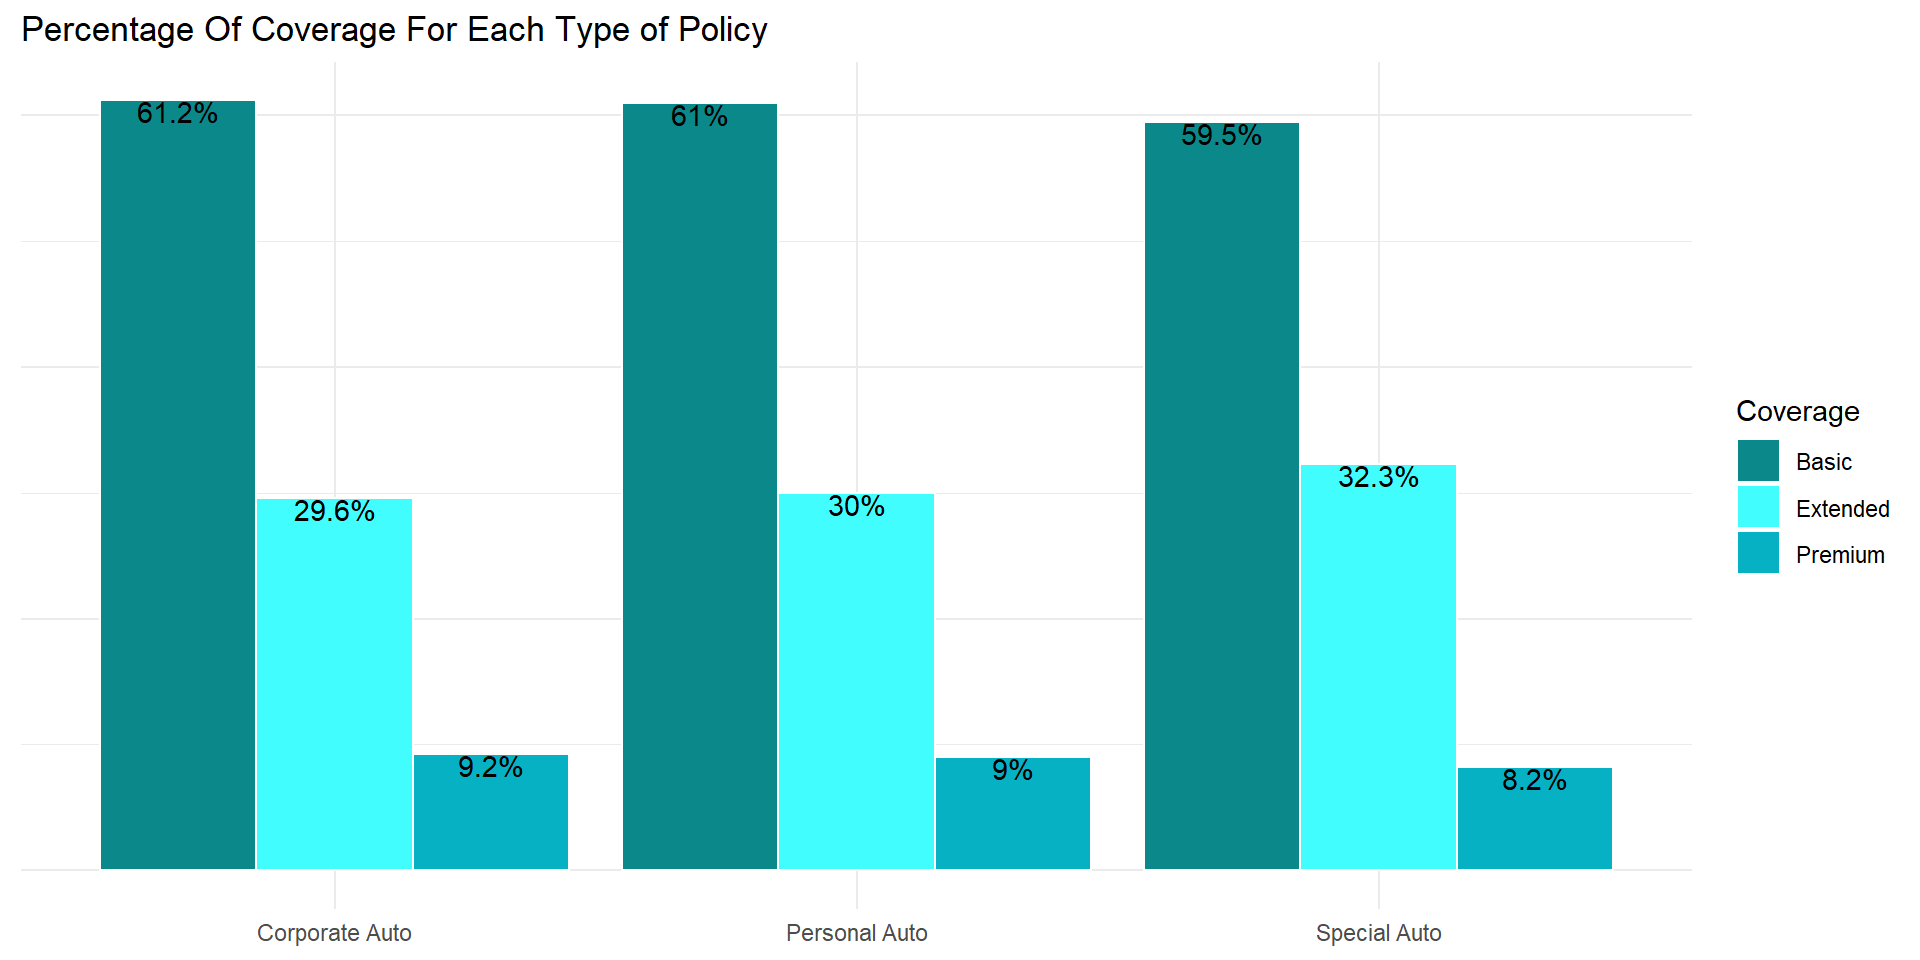 Percentage Of Coverage For Each Type of Policy
61.2%
61%
59.5%
29.6%
30%
32.3%
9.2%
9%
8.2%
Coverage
Basic
Extended
Premium
Corporate Auto
Personal Auto
Special Auto